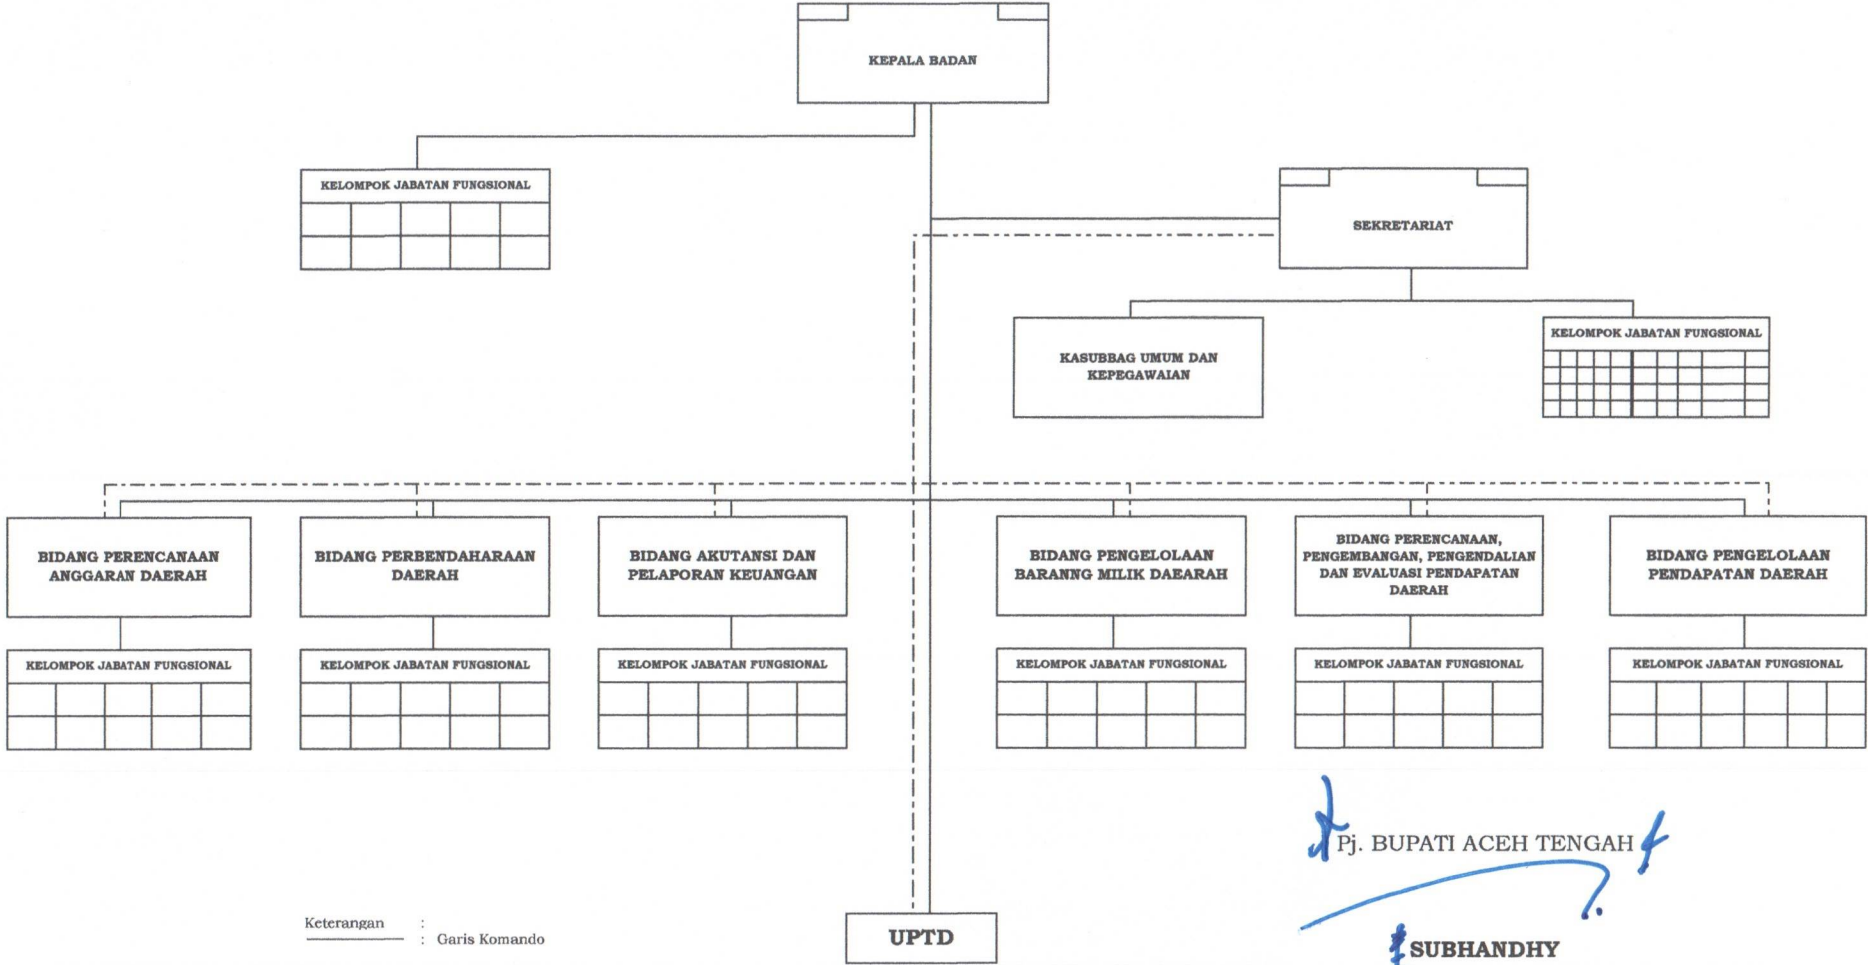 KEPALA BADAN
KELOMPOK JABATAN FUNGSIONAL
SEKRETARIAT
KASUBBAG UMUM DAN
KEPEGAWAIAN
KELOMPOK JABATAN FUNGSIONAL
BIDANG PERENCANAAN
ANGGARAN DAERAH
BIDANG PERBENDAHARAAN
DAERAH
BIDANG AKUTANSI DAN
PELAPORAN KEUANGAN
BIDANG PENGELOLAAN
BARANNG MILIK DAEARAH
BIDANG PERENCANAAN,
PENGEMBANGAN, PENGENDALIAN
DAN EVALUASI PENDAPATAN
DAERAH
BIDANG PENGELOLAAN
PENDAPATAN DAERAH
KELOMPOK JABATAN FUNGSIONAL
KELOMPOK JABATAN FUNGSIONAL
KELOMPOK JABATAN FUNGSIONAL
KELOMPOK JABATAN FUNGSIONAL
KELOMPOK JABATAN FUNGSIONAL
KELOMPOK JABATAN FUNGSIONAL
Pj. BUPATI ACEH TENGAH
Keterangan :
: Garis Komando
UPTD
SUBHANDHY